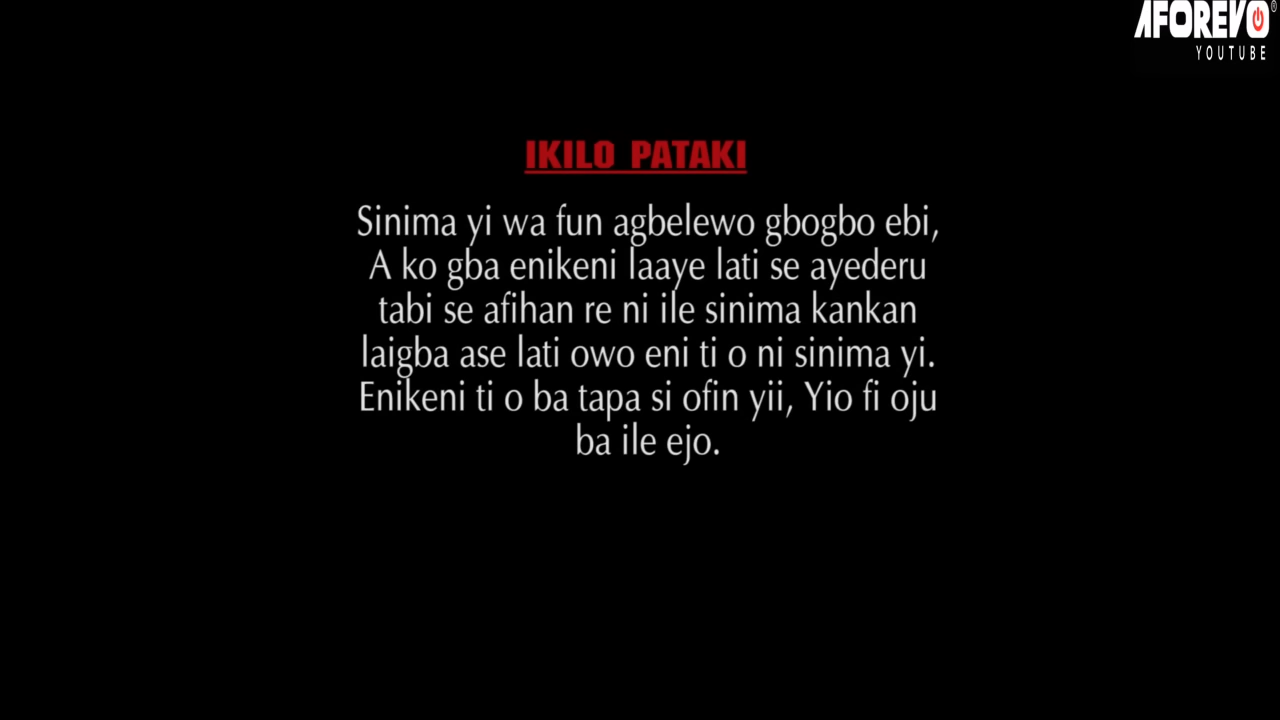 AFOREVO®
YOUTUBE
IKILO PATAKI
Sinima yi wa fun agbelewo gbogbo ebi,
A ko gba enikeni laaye lati se ayederu
tabi se afihan re ni ile sinima kankan
laigba ase lati owo eni ti o ni sinima yi.
Enikeni ti o ba tapa si ofin yii, Yio fi oju
ba ile ejo.